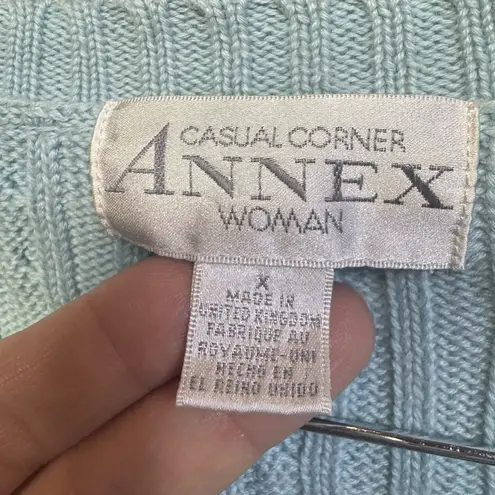 CASUAL CORNER
ANNEX
WOMAN
X
MADE IN
UNITED KINGDOM
FABRIQUE AU
ROYAUME-UNI
HECHO EN
EL REINO UNIDO